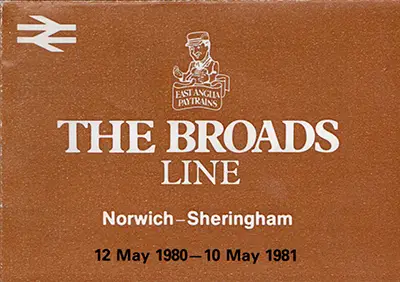 EAST ANGLIA
PAYTRAINS
THE BROADS
LINE
Norwich–Sheringham
12 May 1980—10 May 1981